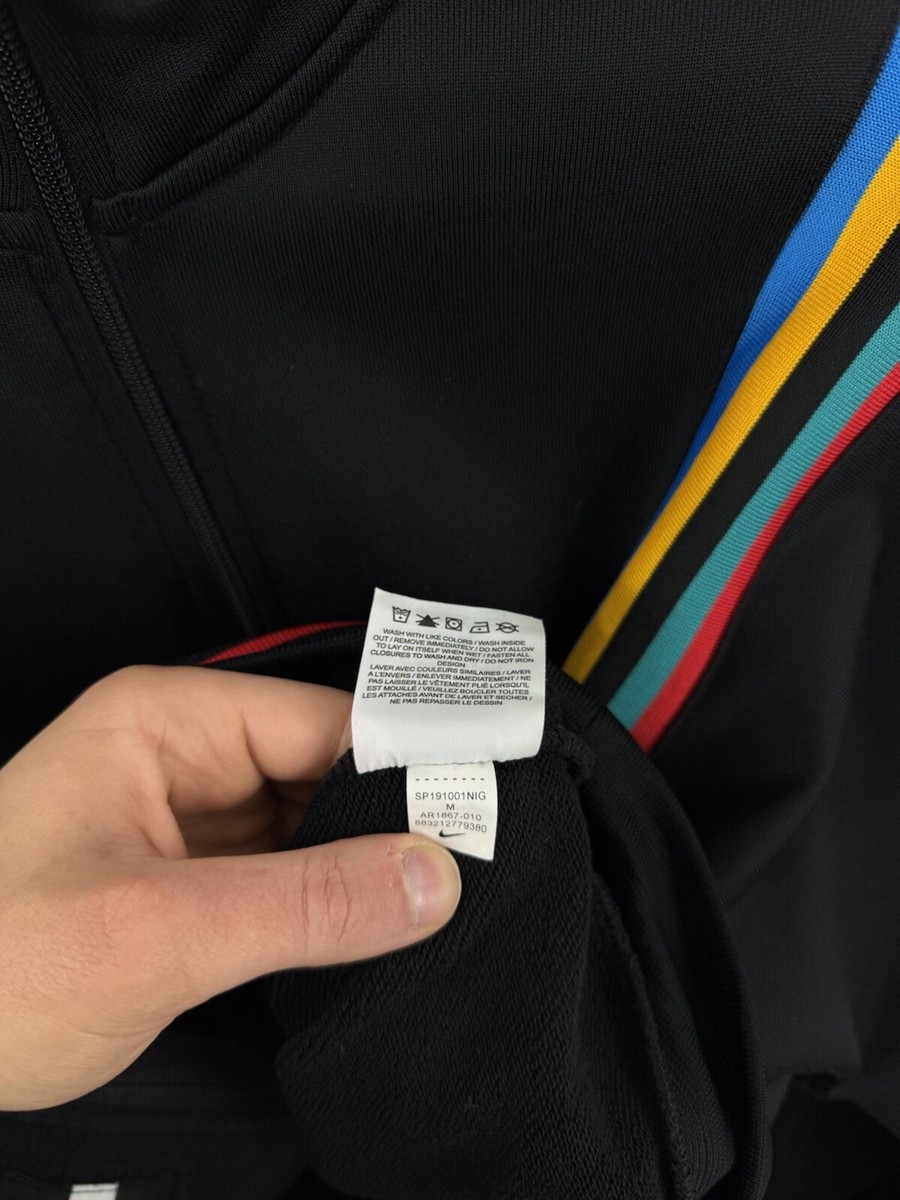 WASH WITH LIKE COLORS / WASH INSIDE
OUT / REMOVE IMMEDIATELY / DO NOT ALLOW
TO LAY ON ITSELF WHEN WET / FASTEN ALL
CLOSURES TO WASH AND DRY / DO NOT IRON
DESIGN
LAVER AVEC COULEURS SIMILAIRES / LAVER
A L'ENVERS / ENLEVER IMMEDIATEMENT / NE
PAS LAISSER LE VÊTEMENT PLIÉ LORSQU'IL
EST MOUILLÉ / VEUILLEZ BOUCLER TOUTES
LES ATTACHES AVANT DE LAVER ET SECHER /
NE PAS REPASSER LE DESSIN
SP191001NIG
M
AR1867-010
883212779380